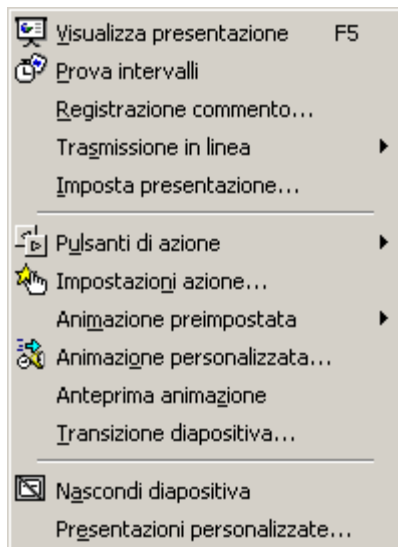 Visualizza presentazione F5
Prova intervalli
Registrazione commento...
Trasmissione in linea
Imposta presentazione...
Pulsanti di azione
Impostazioni azione...
Animazione preimpostata
Animazione personalizzata...
Anteprima animazione
Transizione diapositiva...
Nascondi diapositiva
Presentazioni personalizzate...